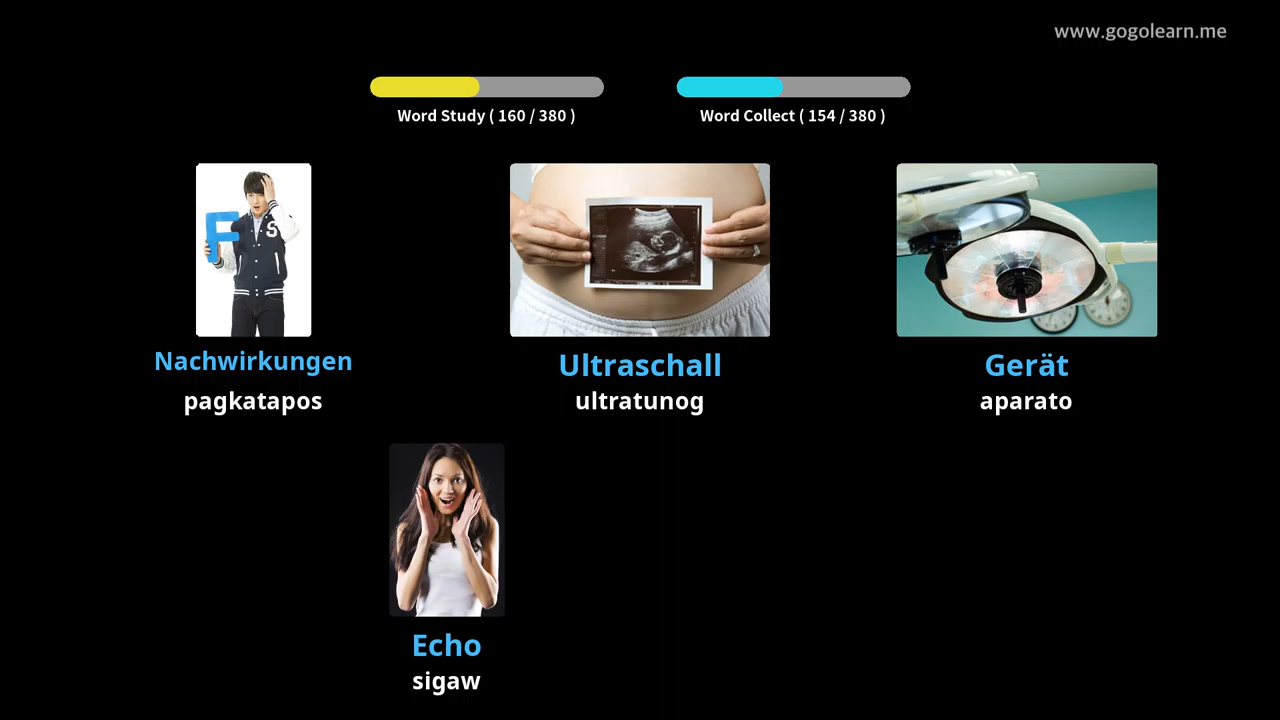 www.gogolearn.me
Word Study ( 160 / 380 )
Word Collect ( 154 / 380 )
F
S
Nachwirkungen
pagkatapos
Ultraschall
ultratunog
Gerät
aparato
Echo
sigaw